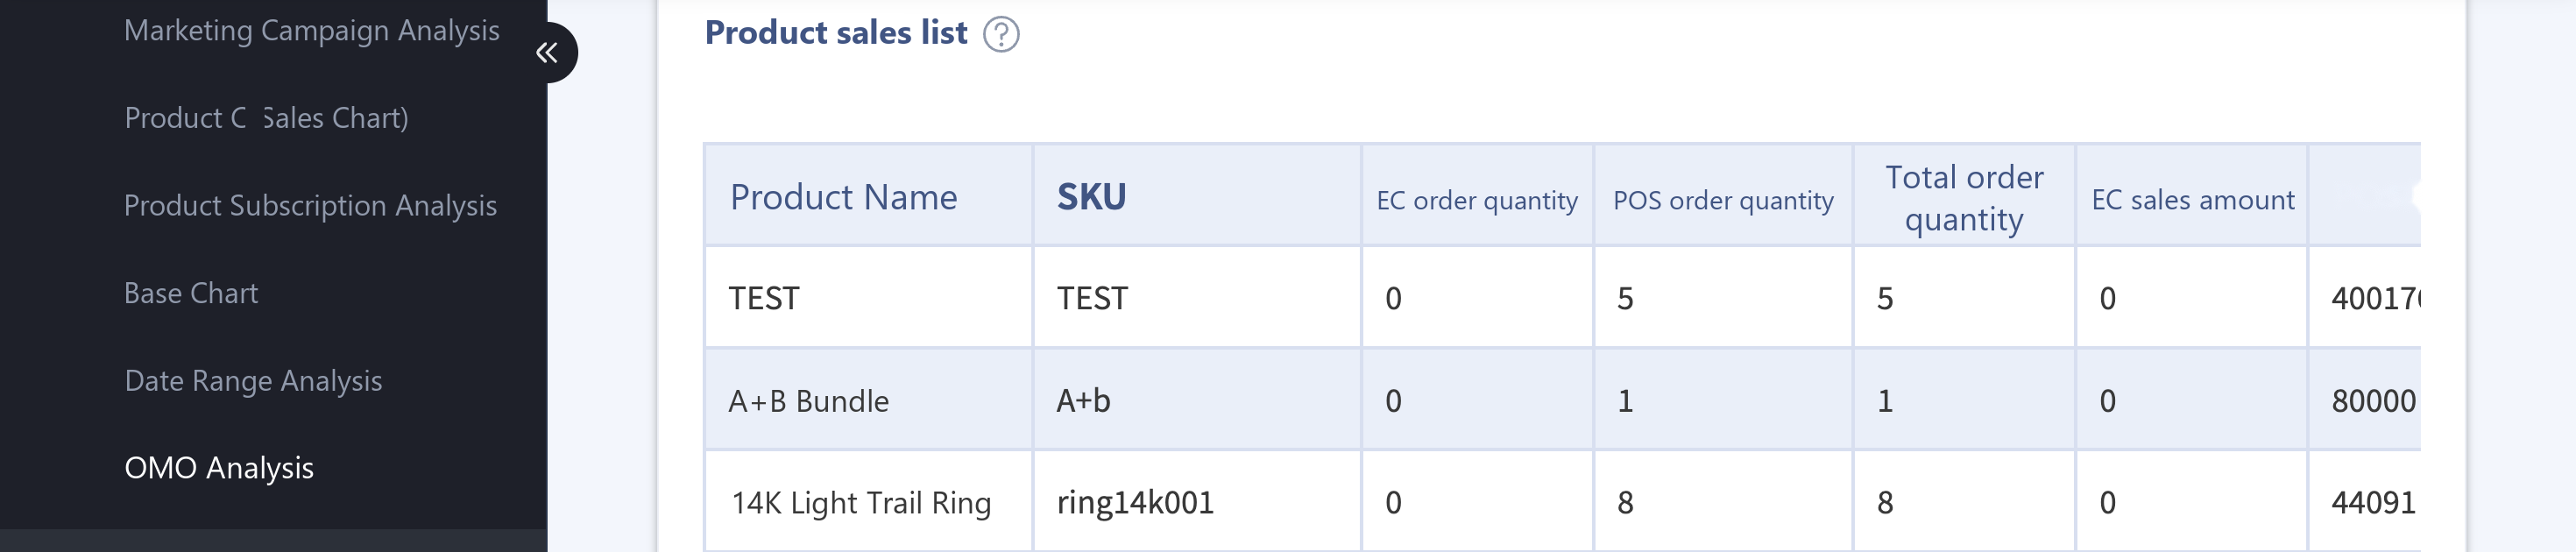 Marketing Campaign Analysis
Product C Sales Chart)
Product Subscription Analysis
Base Chart
Date Range Analysis
OMO Analysis
Product sales list ?
Product Name SKU EC order quantity POS order quantity Total order quantity EC sales amount
TEST TEST 0 5 5 0 40017
A+B Bundle A+b 0 1 1 0 80000
14K Light Trail Ring ring14k001 0 8 8 0 44091